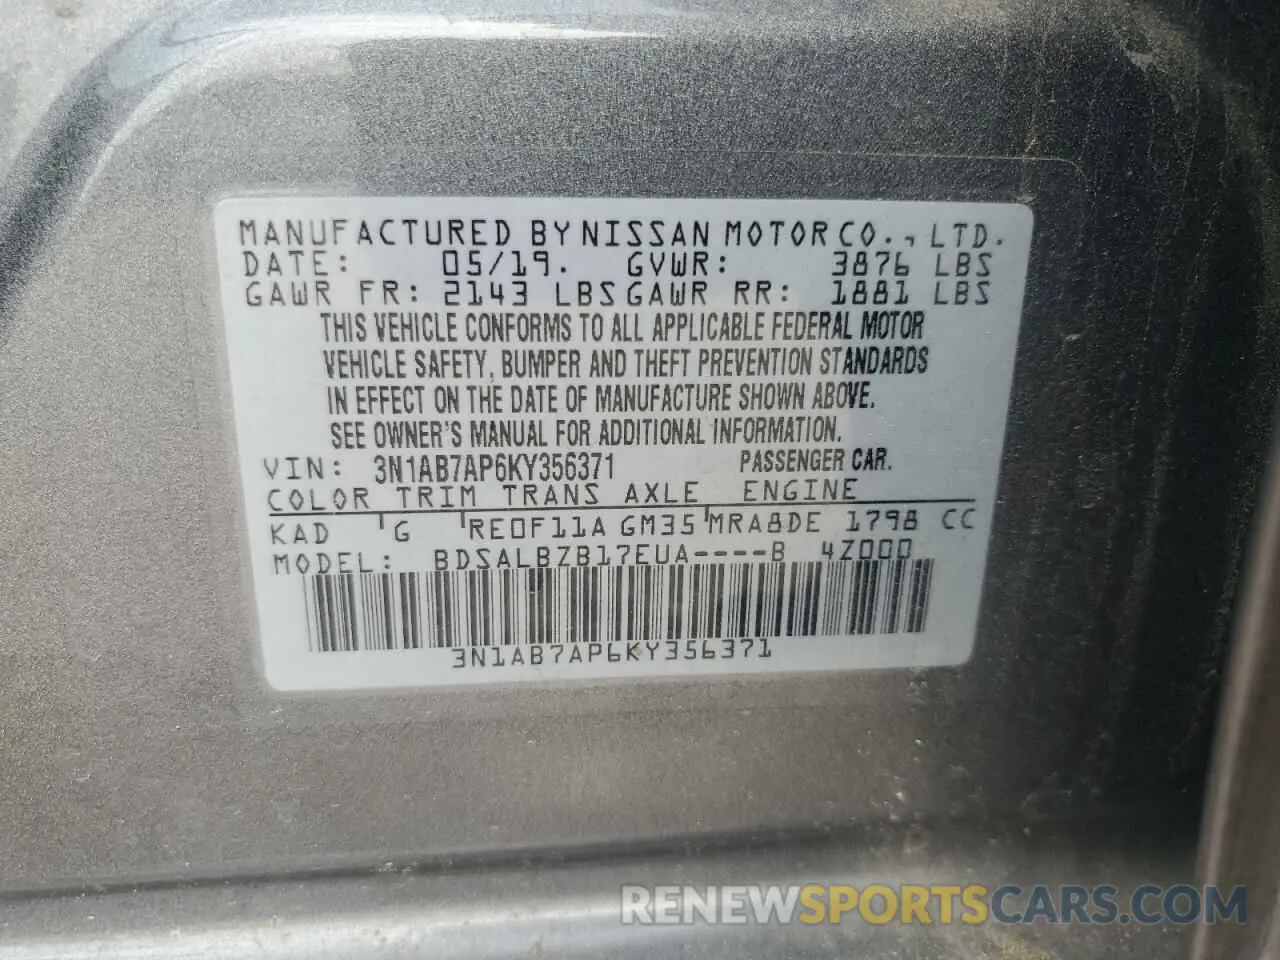 MANUFACTURED BY NISSAN MOTOR CO., LTD.
DATE: 05/19. GVWR: 3876 LBS
GAWR FR: 2143 LBS GAWR RR: 1881 LBS
THIS VEHICLE CONFORMS TO ALL APPLICABLE FEDERAL MOTOR
VEHICLE SAFETY, BUMPER AND THEFT PREVENTION STANDARDS
IN EFFECT ON THE DATE OF MANUFACTURE SHOWN ABOVE.
SEE OWNER'S MANUAL FOR ADDITIONAL INFORMATION.
VIN: 3N1AB7AP6KY356371 PASSENGER CAR.
COLOR TRIM TRANS AXLE ENGINE
KAD G RE0F11A GM35 MRA8DE 1798 CC
MODEL: BDSALBZB17EUA----B 4Z000
3N1AB7AP6KY356371
RENEWSPORTSCARS.COM